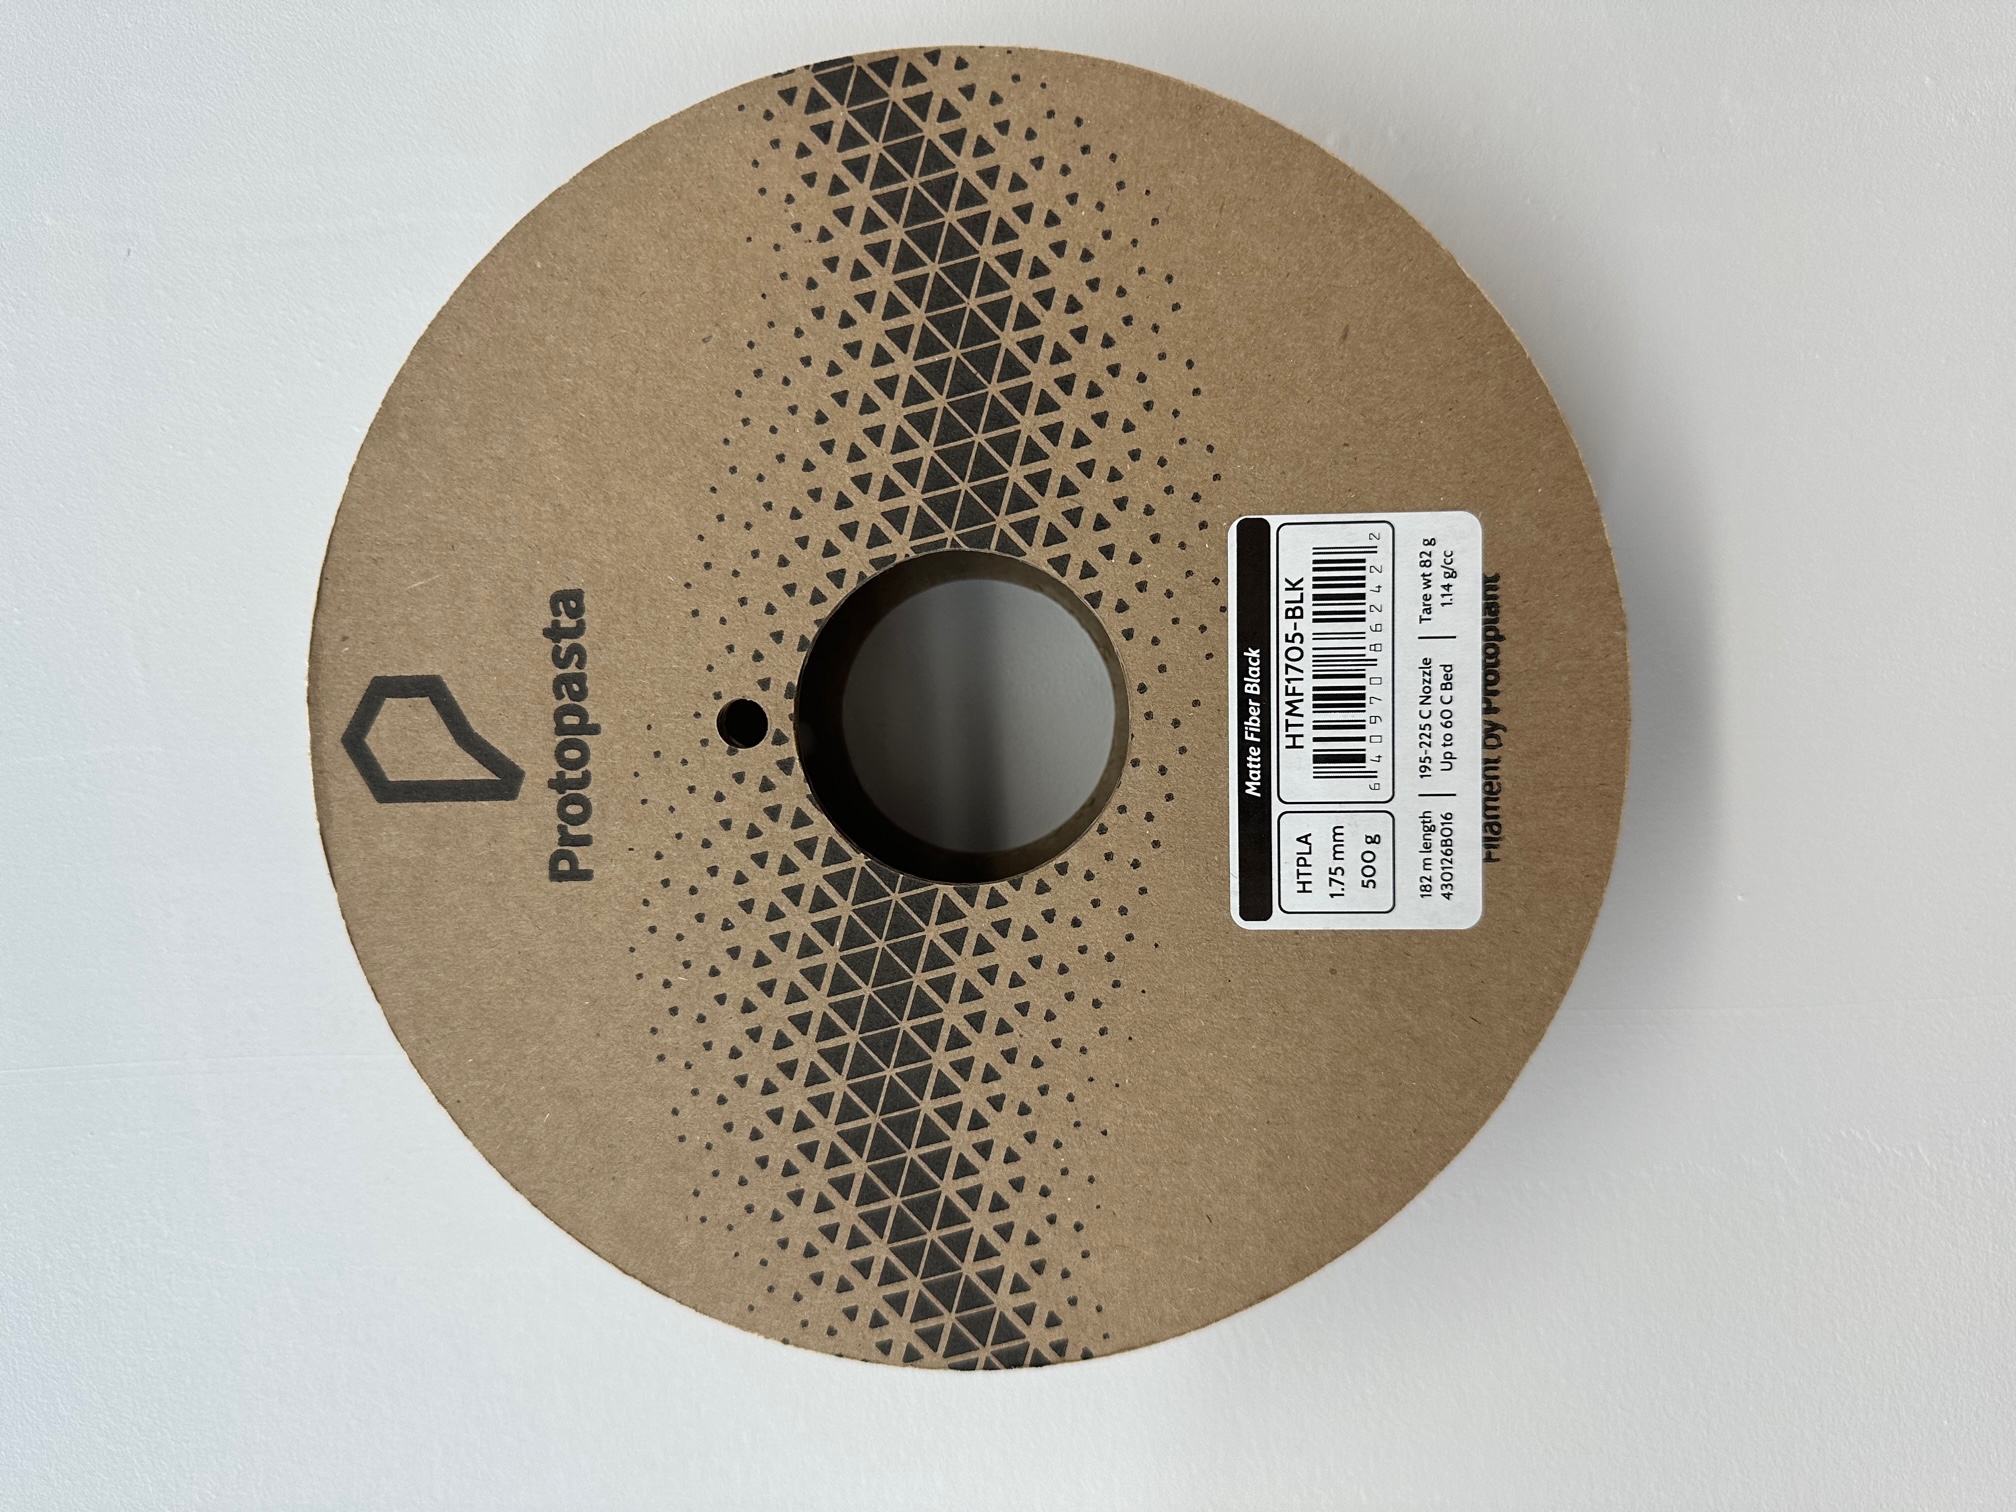 Protopasta
Matte Fiber Black
HTPLA
1.75 mm
500 g
HTMF1705-BLK
6 40970 86242 2
182 m length
430126B016
195-225 C Nozzle
Up to 60 C Bed
Tare wt 82 g
1.14 g/cc
Filament by Protoplant